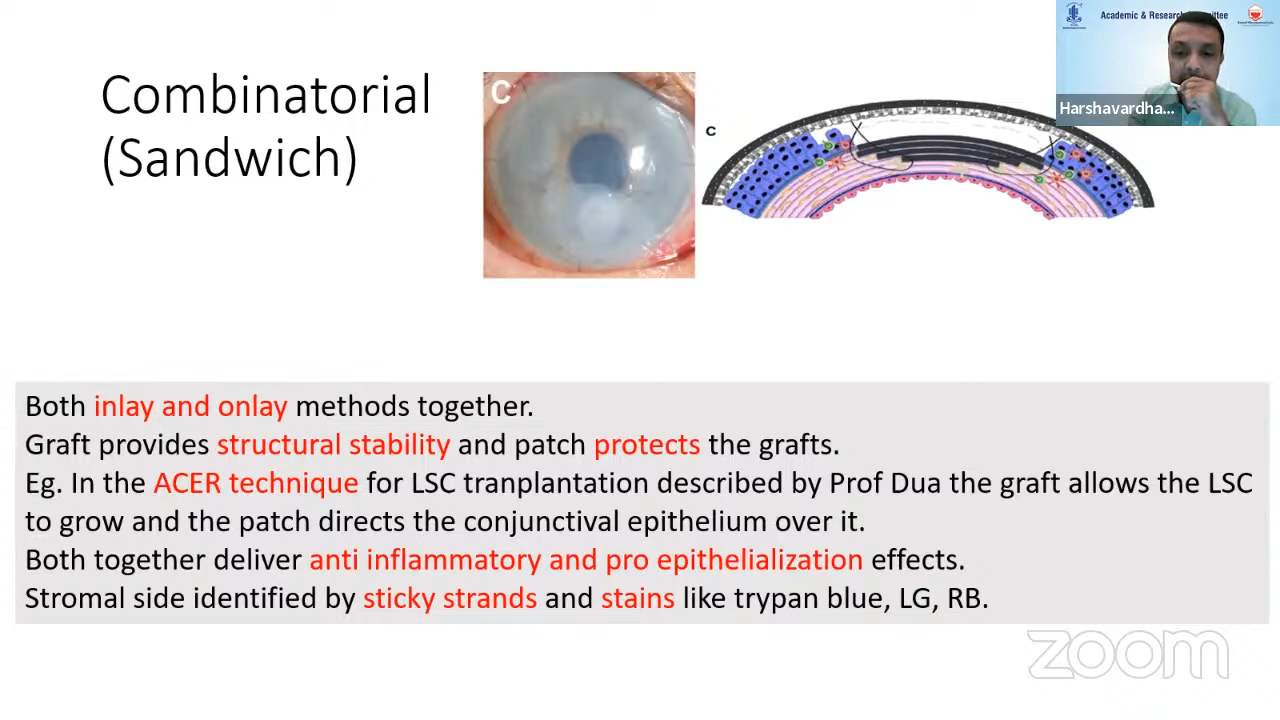 Academic & Research Committee
Harshavardha...
Combinatorial
(Sandwich)
C
C
Both inlay and onlay methods together.
Graft provides structural stability and patch protects the grafts.
Eg. In the ACER technique for LSC tranplantation described by Prof Dua the graft allows the LSC
to grow and the patch directs the conjunctival epithelium over it.
Both together deliver anti inflammatory and pro epithelialization effects.
Stromal side identified by sticky strands and stains like trypan blue, LG, RB.
zoom